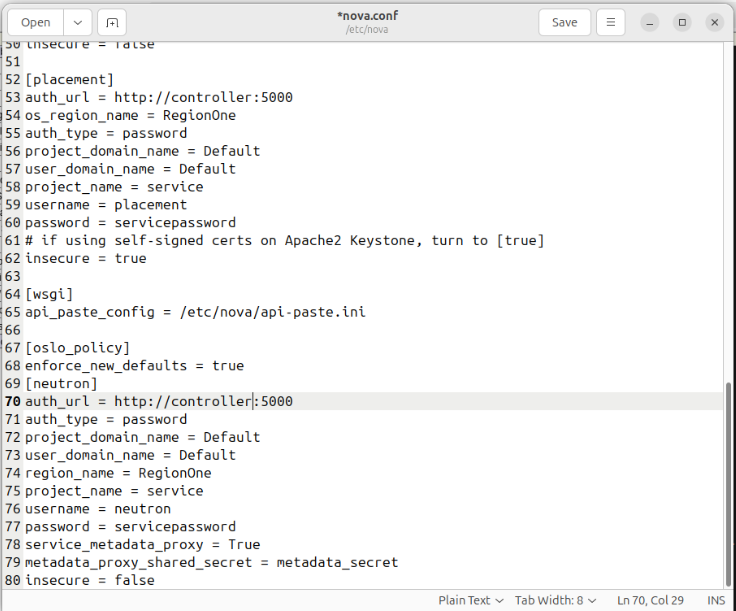 Open
*nova.conf
/etc/nova
Save
50 insecure = false
51
52 [placement]
53 auth_url = http://controller:5000
54 os_region_name = RegionOne
55 auth_type = password
56 project_domain_name = Default
57 user_domain_name = Default
58 project_name = service
59 username = placement
60 password = servicepassword
61 # if using self-signed certs on Apache2 Keystone, turn to [true]
62 insecure = true
63
64 [wsgi]
65 api_paste_config = /etc/nova/api-paste.ini
66
67 [oslo_policy]
68 enforce_new_defaults = true
69 [neutron]
70 auth_url = http://controller:5000
71 auth_type = password
72 project_domain_name = Default
73 user_domain_name = Default
74 region_name = RegionOne
75 project_name = service
76 username = neutron
77 password = servicepassword
78 service_metadata_proxy = True
79 metadata_proxy_shared_secret = metadata_secret
80 insecure = false
Plain Text Tab Width: 8 Ln 70, Col 29 INS